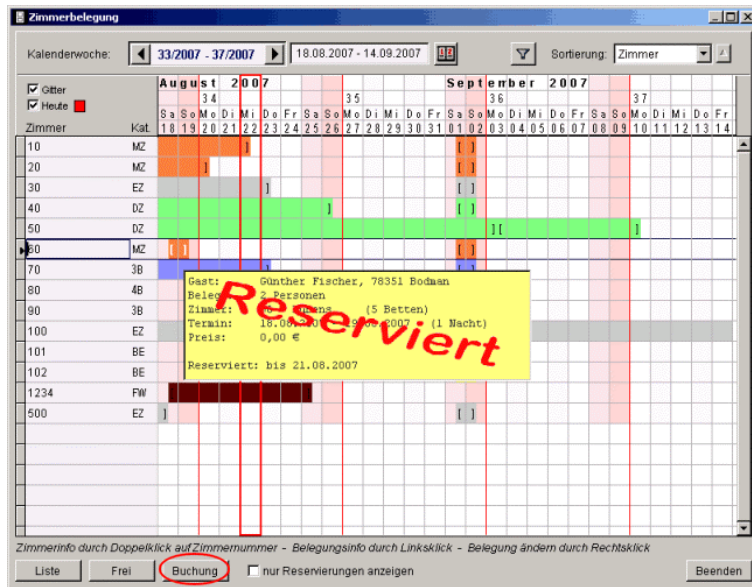 Zimmerbelegung
Kalenderwoche: 33/2007 - 37/2007 18.08.2007 - 14.09.2007 Sortierung: Zimmer
Gitter
Heute
August 2007 September 2007
34 35 36 37
Sa So Mo Di Mi Do Fr Sa So Mo Di Mi Do Fr Sa So Mo Di Mi Do Fr Sa So Mo Di Mi Do Fr
Zimmer Kat. 18 19 20 21 22 23 24 25 26 27 28 29 30 31 01 02 03 04 05 06 07 08 09 10 11 12 13 14
10 MZ ] [ ]
20 MZ ] [ ]
30 EZ ] [ ]
40 DZ ] [ ]
50 DZ ][ ]
60 MZ [ ] [ ]
70 3B ] [ ]
80 4B
90 3B
100 EZ
101 BE
102 BE
1234 FW
500 EZ ] [ ]
Gast: Günther Fischer, 78351 Bodman
2 Personen
(5 Betten)
Termin: (1 Nacht)
Preis: 0,00 €
Reserviert: bis 21.08.2007
Reserviert
Zimmerinfo durch Doppelklick auf Zimmernummer - Belegungsinfo durch Linksklick - Belegung ändern durch Rechtsklick
Liste Frei Buchung nur Reservierungen anzeigen Beenden